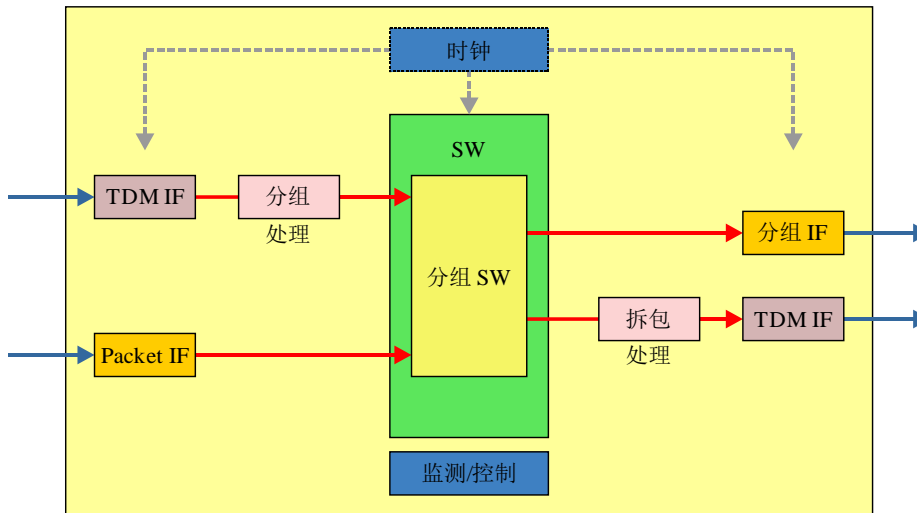 时钟
SW
TDM IF
分组
处理
分组 SW
分组 IF
拆包
处理
TDM IF
Packet IF
监测/控制